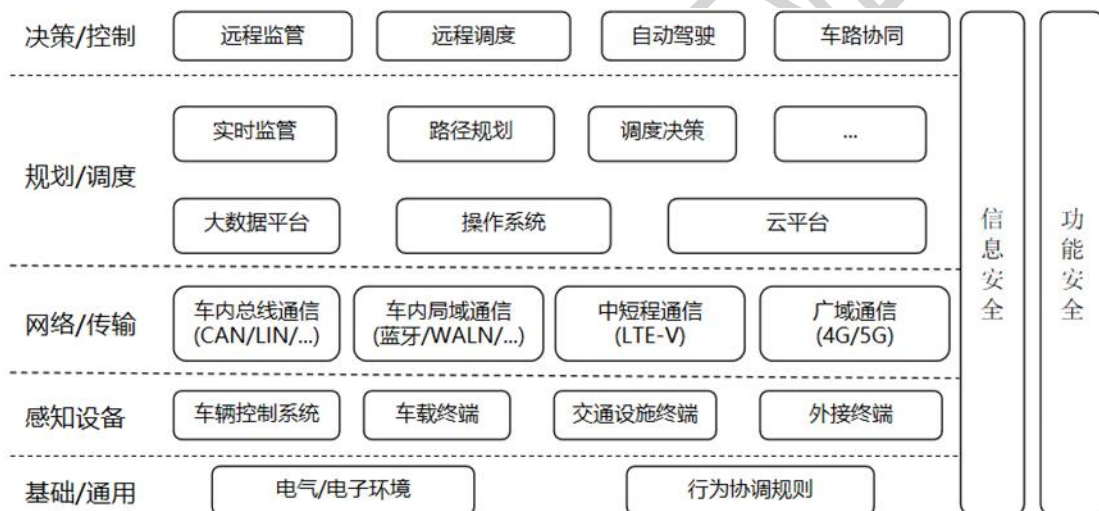 决策/控制
远程监管
远程调度
自动驾驶
车路协同
规划/调度
实时监管
路径规划
调度决策
...
大数据平台
操作系统
云平台
网络/传输
车内总线通信
(CAN/LIN/...)
车内局域通信
(蓝牙/WALN/...)
中短程通信
(LTE-V)
广域通信
(4G/5G)
感知设备
车辆控制系统
车载终端
交通设施终端
外接终端
基础/通用
电气/电子环境
行为协调规则
信息安全
功能安全